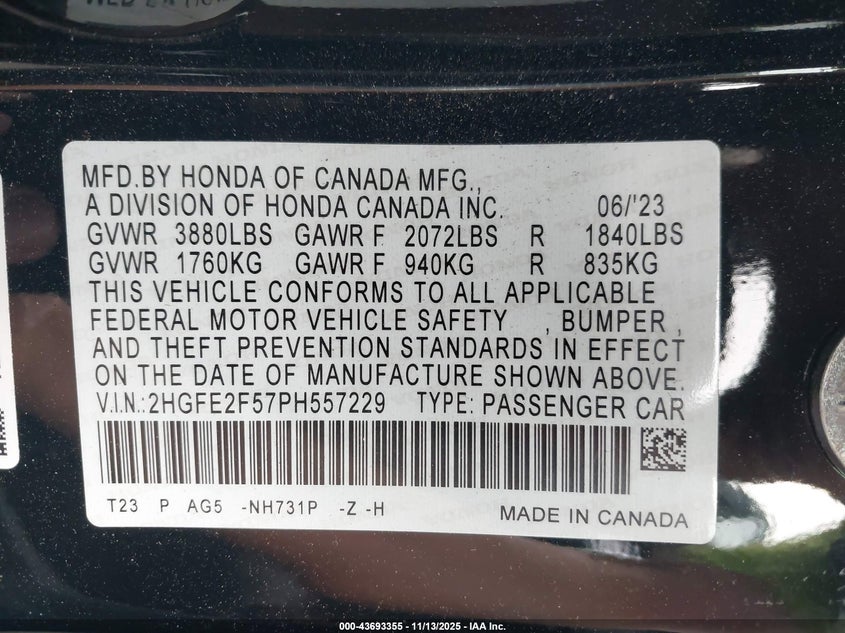 MFD.BY HONDA OF CANADA MFG.,
A DIVISION OF HONDA CANADA INC. 06/'23
GVWR 3880LBS GAWR F 2072LBS R 1840LBS
GVWR 1760KG GAWR F 940KG R 835KG
THIS VEHICLE CONFORMS TO ALL APPLICABLE
FEDERAL MOTOR VEHICLE SAFETY , BUMPER ,
AND THEFT PREVENTION STANDARDS IN EFFECT
ON THE DATE OF MANUFACTURE SHOWN ABOVE.
V.I.N.:2HGFE2F57PH557229 TYPE: PASSENGER CAR
T23 P AG5 -NH731P -Z -H MADE IN CANADA
000-43693355 - 11/13/2025 - IAA Inc.